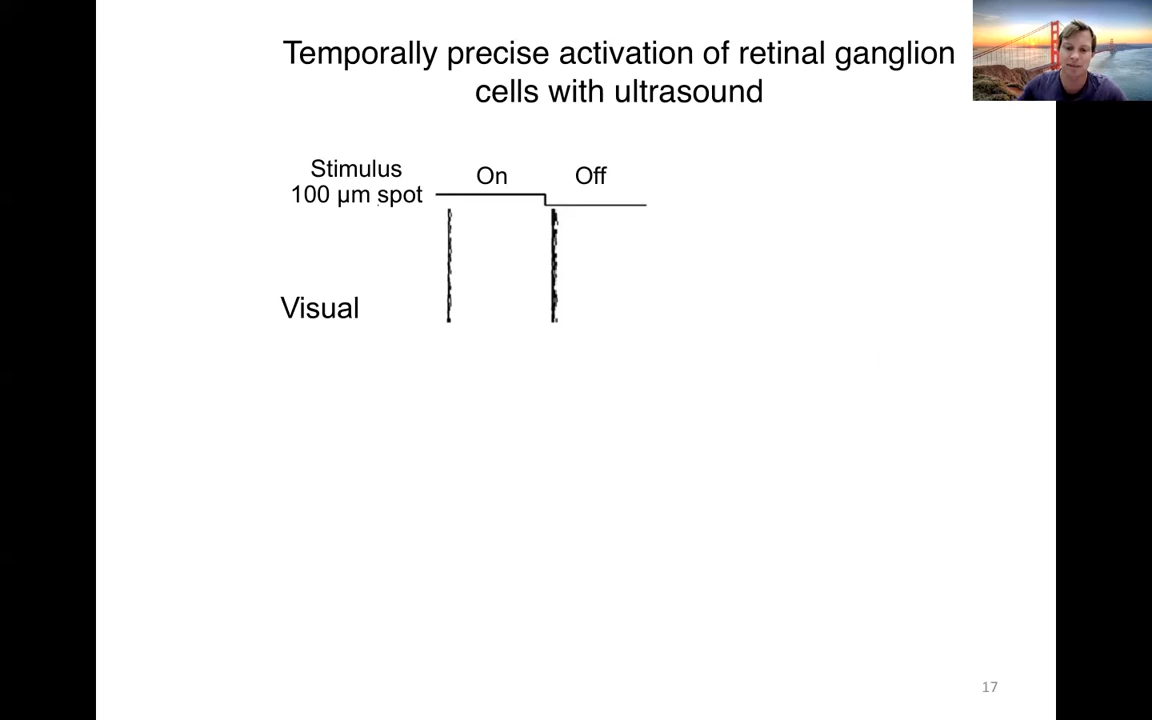 Temporally precise activation of retinal ganglion
cells with ultrasound
Stimulus
100 µm spot
On
Off
Visual
17